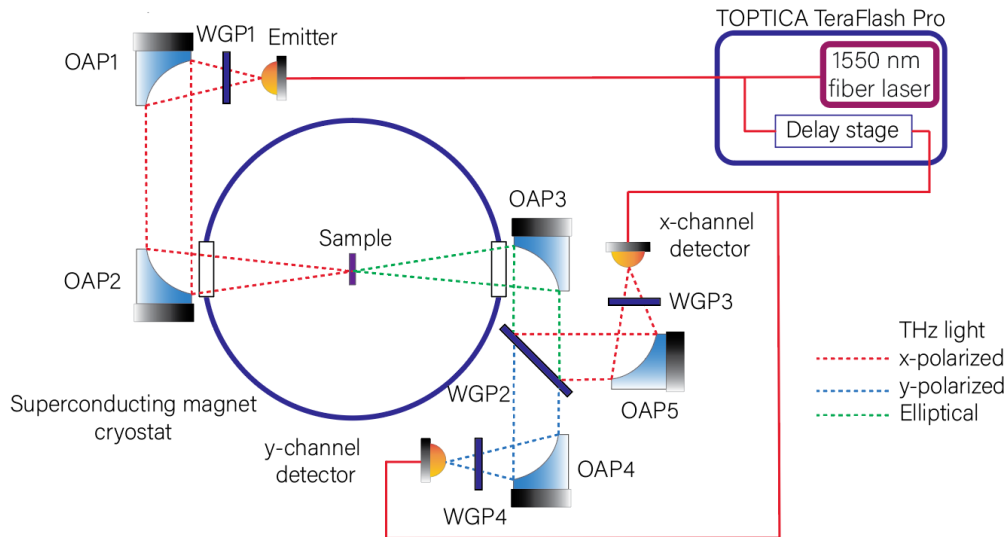 TOPTICA TeraFlash Pro
WGP1
Emitter
OAP1
1550 nm
fiber laser
Delay stage
OAP3
x-channel
detector
Sample
OAP2
WGP3
THz light
x-polarized
y-polarized
Elliptical
WGP2
OAP5
Superconducting magnet
cryostat
y-channel
detector
OAP4
WGP4